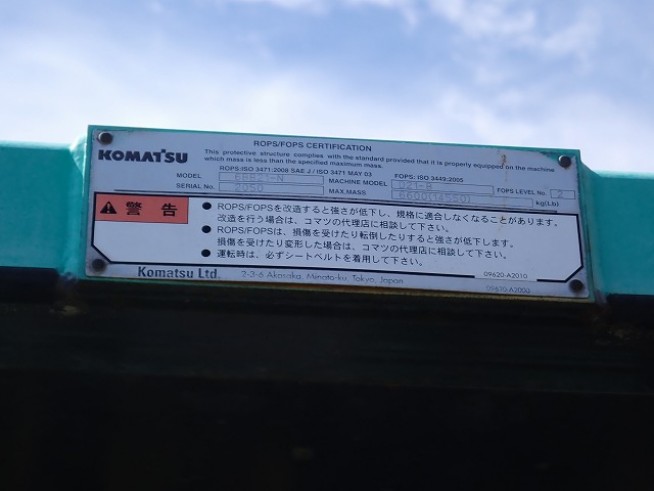 ROPS/FOPS CERTIFICATION
KOMATSU
This protective structure complies with the standard provided that it is properly equipped on the machine
which mass is less than the specified maximum mass.
ROPS:ISO 3471:2008 SAE J / ISO 3471 MAY 03 FOPS: ISO 3449:2005
MODEL MACHINE MODEL D21-8 FOPS LEVEL No. 2
SERIAL No. 2050 MAX.MASS kg(Lb)
警告
● ROPS/FOPSを改造すると強さが低下し、規格に適合しなくなることがあります。
改造を行う場合は、コマツの代理店に相談して下さい。
● ROPS/FOPSは、損傷を受けたり転倒したりすると強さが低下します。
損傷を受けたり変形した場合は、コマツの代理店に相談して下さい。
● 運転時は、必ずシートベルトを着用して下さい。
09620-A2010
Komatsu Ltd. 2-3-6 Akasaka, Minato-ku, Tokyo, Japan
09620-A3000